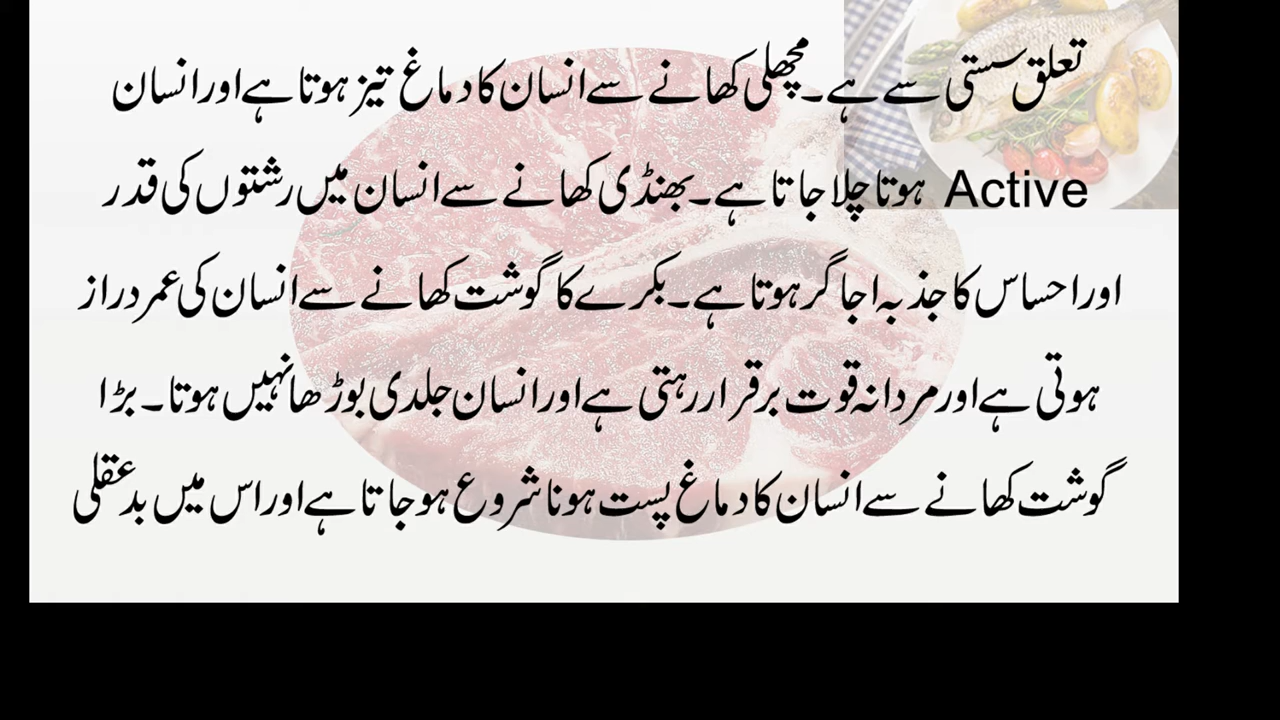 تعلق سستی سے ہے۔ مچھلی کھانے سے انسان کا دماغ تیز ہوتا ہے اور انسان
Active ہوتا چلا جاتا ہے۔ بھنڈی کھانے سے انسان میں رشتوں کی قدر
اور احساس کا جذبہ اجاگر ہوتا ہے۔ بکرے کا گوشت کھانے سے انسان کی عمر دراز
ہوتی ہے اور مردانہ قوت برقرار رہتی ہے اور انسان جلدی بوڑھا نہیں ہوتا۔ بڑا
گوشت کھانے سے انسان کا دماغ پست ہونا شروع ہو جاتا ہے اور اس میں بدعقلی